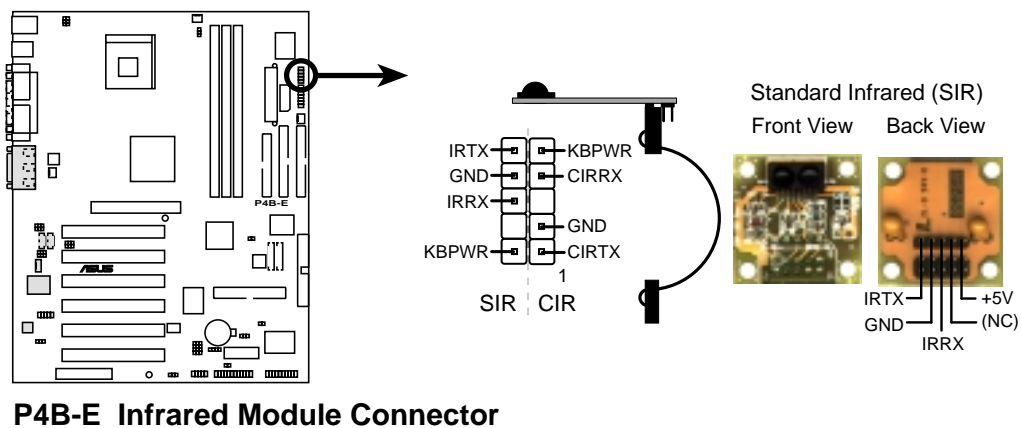 P4B-E
ASUS
IRTX
GND
IRRX
KBPWR
KBPWR
CIRRX
GND
CIRTX
1
SIR
CIR
Standard Infrared (SIR)
Front View
Back View
IRTX
GND
IRRX
+5V
(NC)
P4B-E Infrared Module Connector